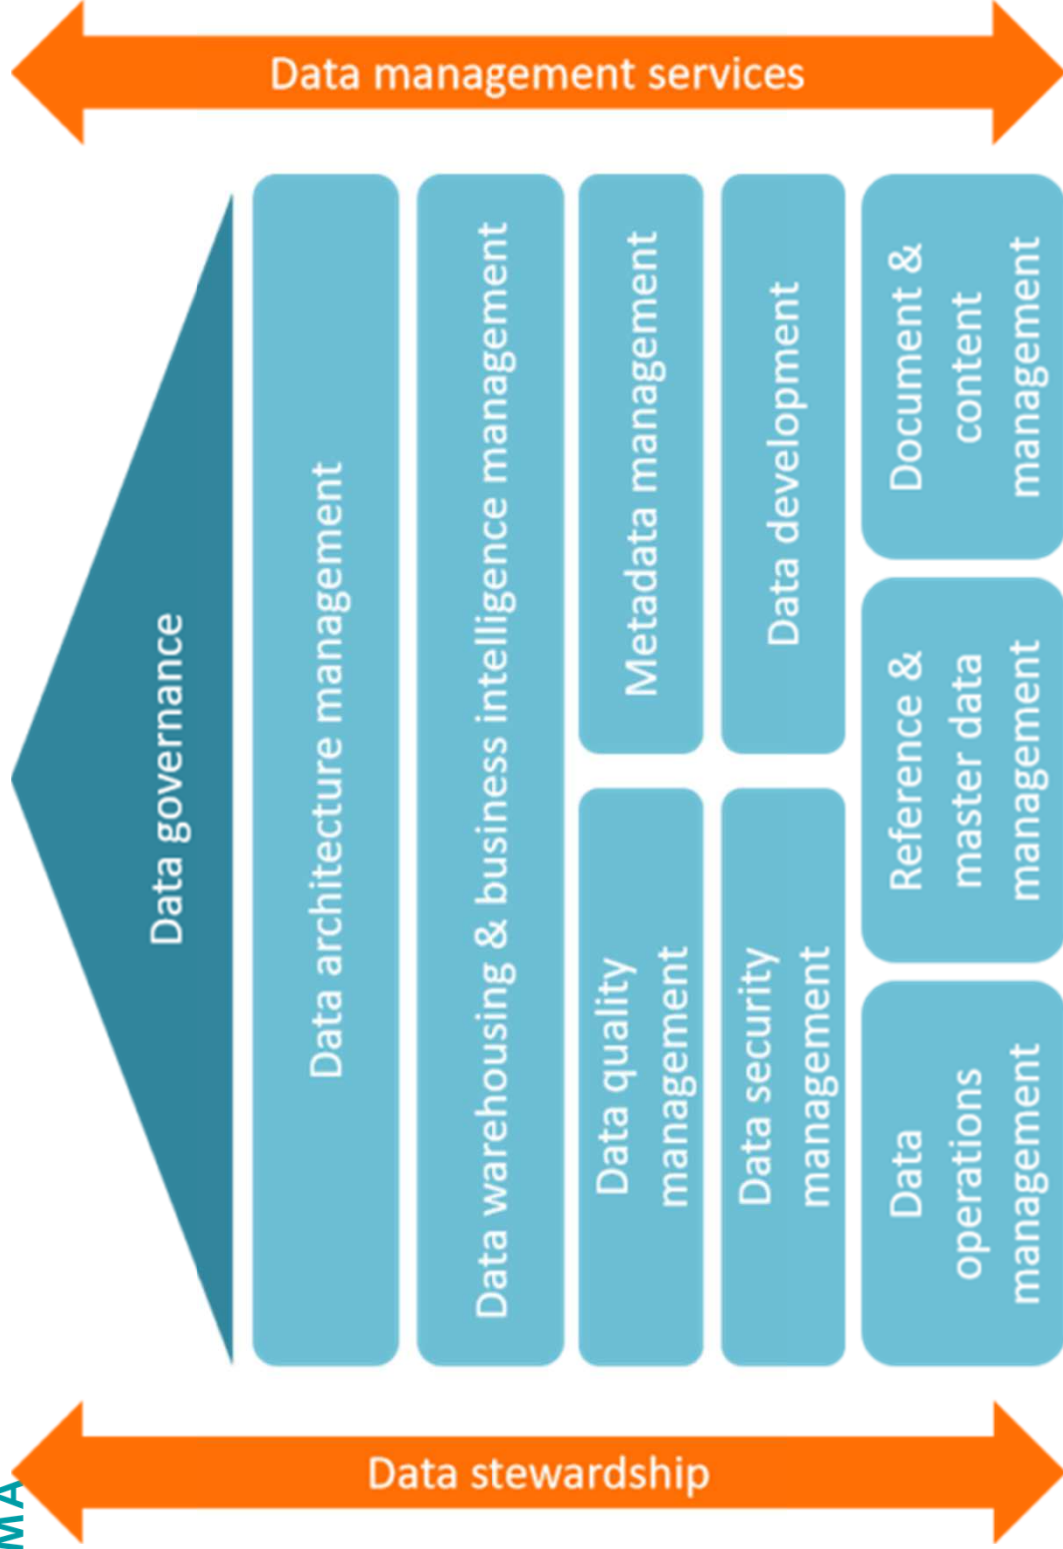 Data management services
Data governance
Data architecture management
Data warehousing & business intelligence management
Data quality
management
Metadata management
Data security
management
Data development
Data
operations
management
Reference &
master data
management
Document &
content
management
Data stewardship
MA